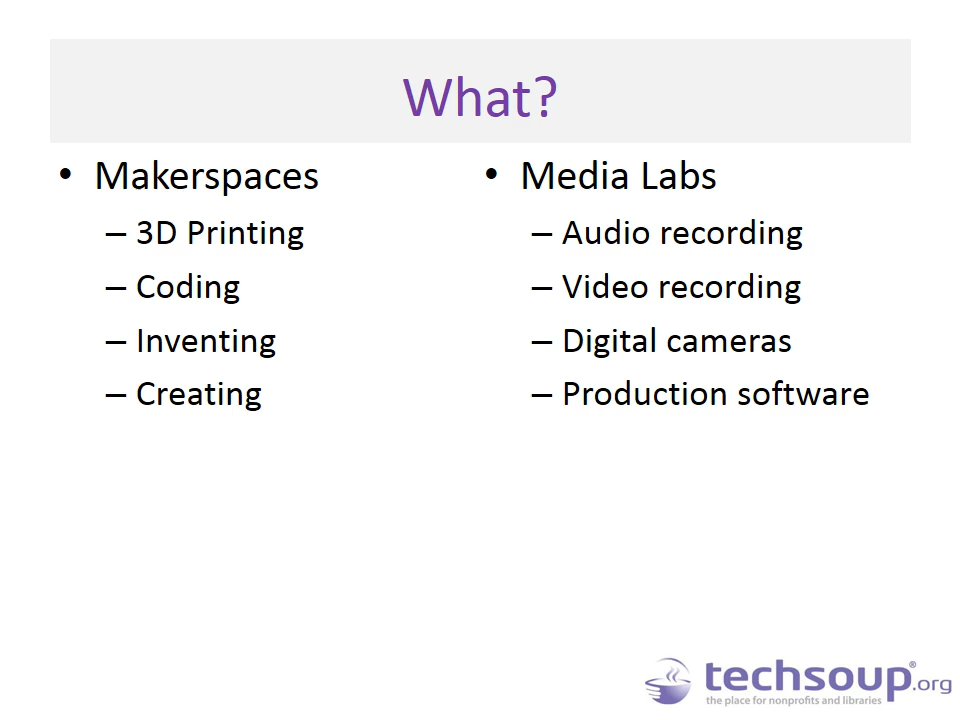 What?
• Makerspaces
– 3D Printing
– Coding
– Inventing
– Creating
• Media Labs
– Audio recording
– Video recording
– Digital cameras
– Production software
techsoup®.org
the place for nonprofits and libraries